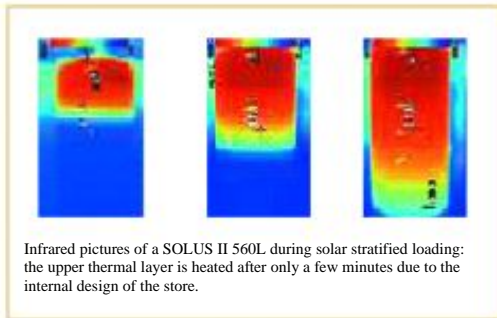 Infrared pictures of a SOLUS II 560L during solar stratified loading:
the upper thermal layer is heated after only a few minutes due to the
internal design of the store.